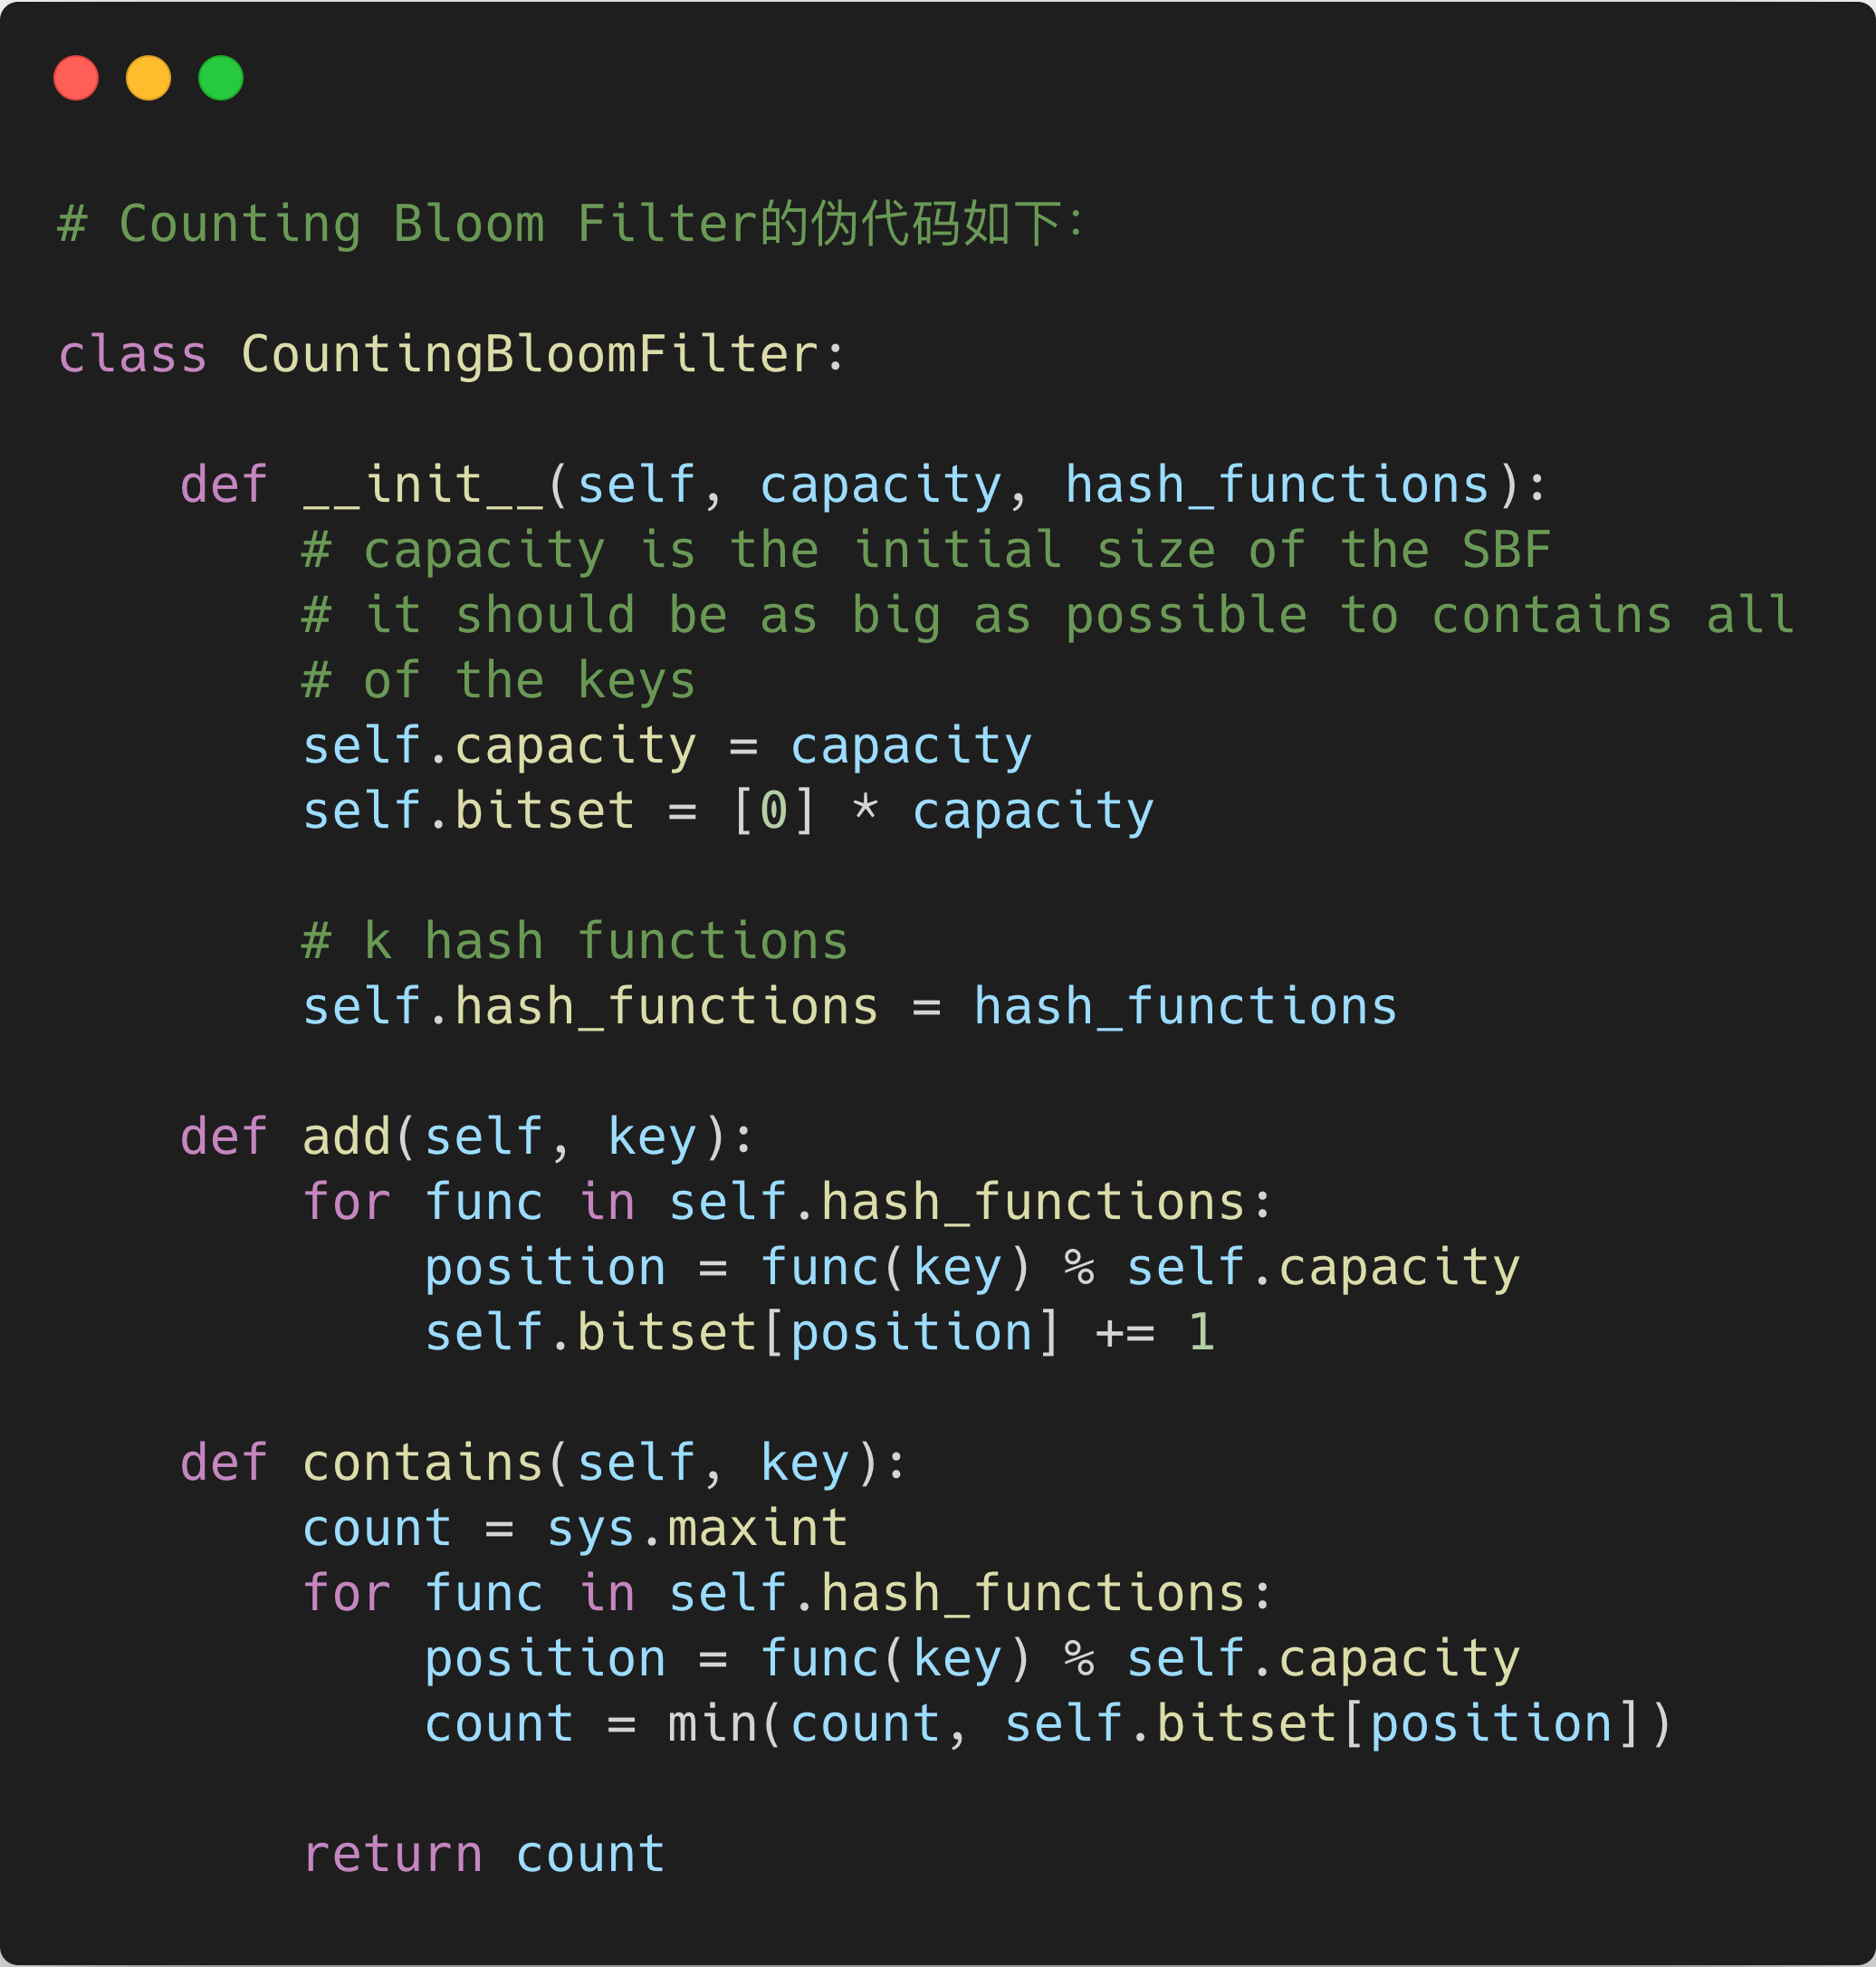 # Counting Bloom Filter的伪代码如下：
class CountingBloomFilter:
    def __init__(self, capacity, hash_functions):
        # capacity is the initial size of the SBF
        # it should be as big as possible to contains all
        # of the keys
        self.capacity = capacity
        self.bitset = [0] * capacity
        # k hash functions
        self.hash_functions = hash_functions
    def add(self, key):
        for func in self.hash_functions:
            position = func(key) % self.capacity
            self.bitset[position] += 1
    def contains(self, key):
        count = sys.maxint
        for func in self.hash_functions:
            position = func(key) % self.capacity
            count = min(count, self.bitset[position])
        return count